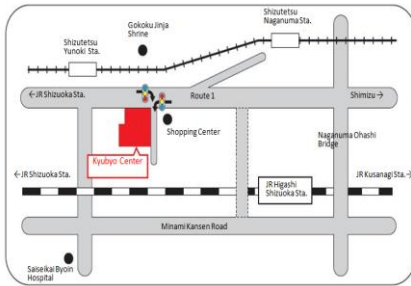 Gokoku Jinja
Shrine
Shizutetsu
Naganuma Sta.
Shizutetsu
Yunoki Sta.
←JR Shizuoka Sta.
Route 1
Shimizu→
Shopping Center
Naganuma Ohashi
Bridge
Kyubyo Center
←JR Shizuoka Sta.
JR Higashi
Shizuoka Sta.
JR Kusanagi Sta.→
Minami Kansen Road
Saiseikai Byoin
Hospital